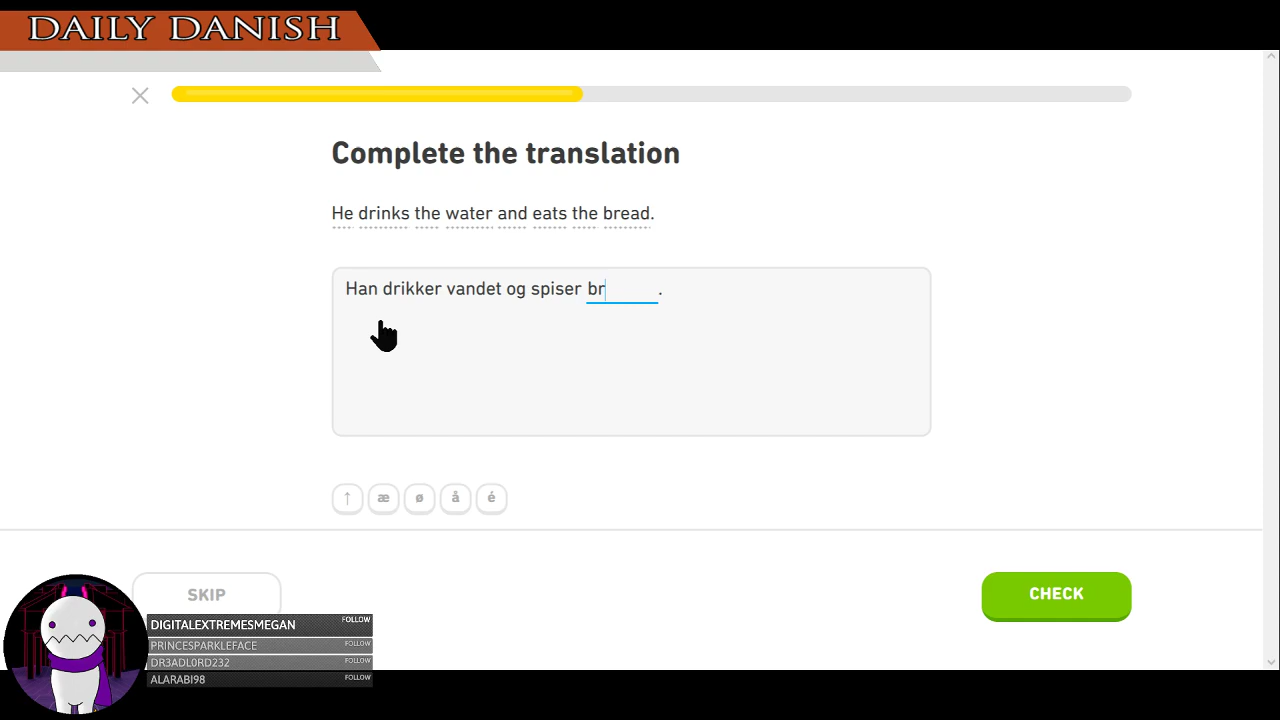 DAILY DANISH
Complete the translation
He drinks the water and eats the bread.
Han drikker vandet og spiser br .
↑ æ ø å é
SKIP
CHECK
DIGITALEXTREMESMEGAN FOLLOW
PRINCESPARKLEFACE FOLLOW
DR3ADL0RD232 FOLLOW
ALARABI98 FOLLOW